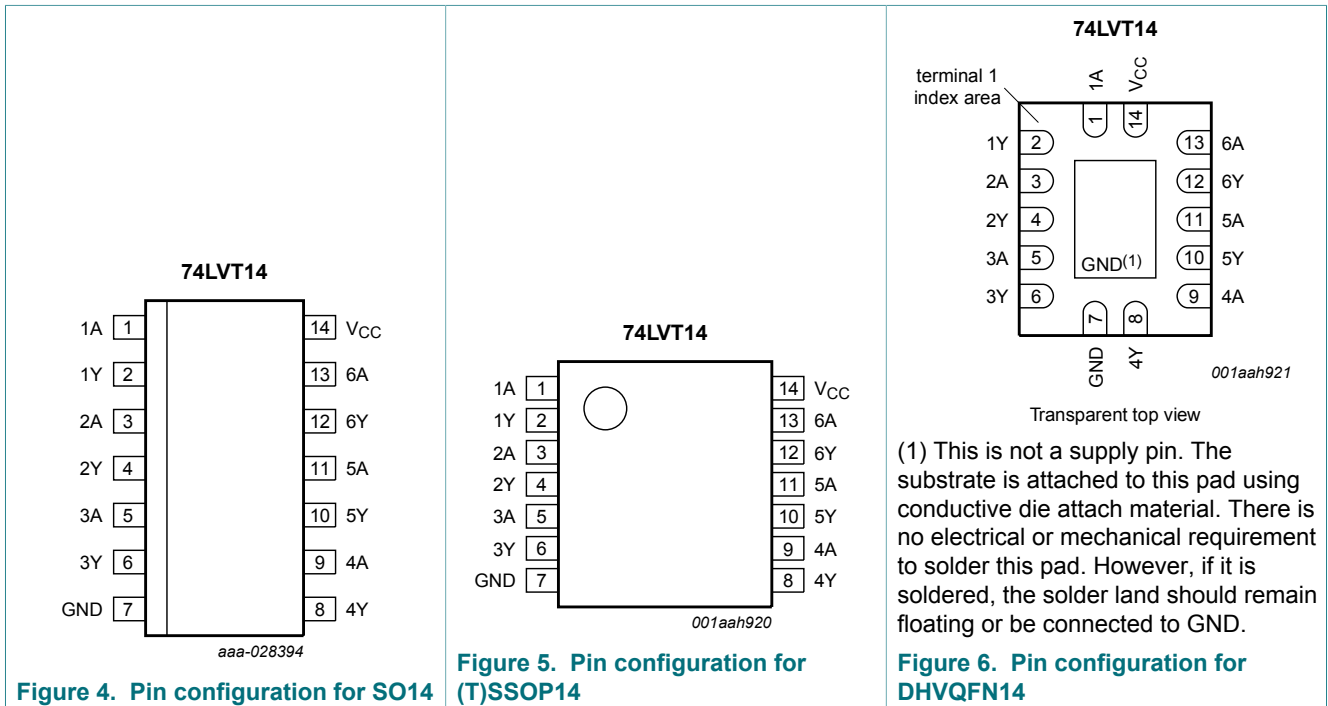 74LVT14
1A 1 14 VCC
1Y 2 13 6A
2A 3 12 6Y
2Y 4 11 5A
3A 5 10 5Y
3Y 6 9 4A
GND 7 8 4Y
aaa-028394
Figure 4. Pin configuration for SO14
74LVT14
1A 1 14 VCC
1Y 2 13 6A
2A 3 12 6Y
2Y 4 11 5A
3A 5 10 5Y
3Y 6 9 4A
GND 7 8 4Y
001aah920
Figure 5. Pin configuration for
(T)SSOP14
74LVT14
terminal 1
index area
1A VCC
1 14
1Y 2 13 6A
2A 3 12 6Y
2Y 4 11 5A
3A 5 GND(1) 10 5Y
3Y 6 9 4A
7 8
GND 4Y
001aah921
Transparent top view
(1) This is not a supply pin. The
substrate is attached to this pad using
conductive die attach material. There is
no electrical or mechanical requirement
to solder this pad. However, if it is
soldered, the solder land should remain
floating or be connected to GND.
Figure 6. Pin configuration for
DHVQFN14